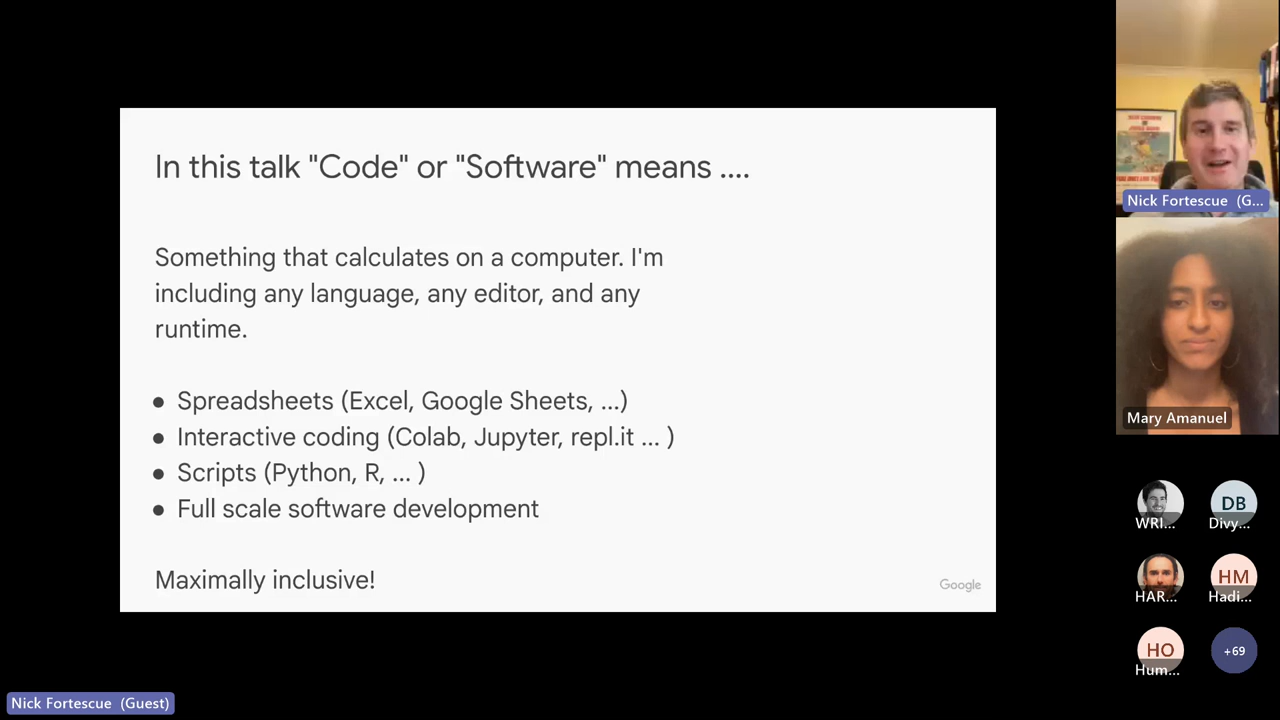 In this talk "Code" or "Software" means ....
Something that calculates on a computer. I'm
including any language, any editor, and any
runtime.
● Spreadsheets (Excel, Google Sheets, ...)
● Interactive coding (Colab, Jupyter, repl.it ... )
● Scripts (Python, R, ... )
● Full scale software development
Maximally inclusive!
Google
Nick Fortescue (G...
Mary Amanuel
WRI...
DB
Divy...
HAR...
HM
Hadi...
HO
Hum...
+69
Nick Fortescue (Guest)